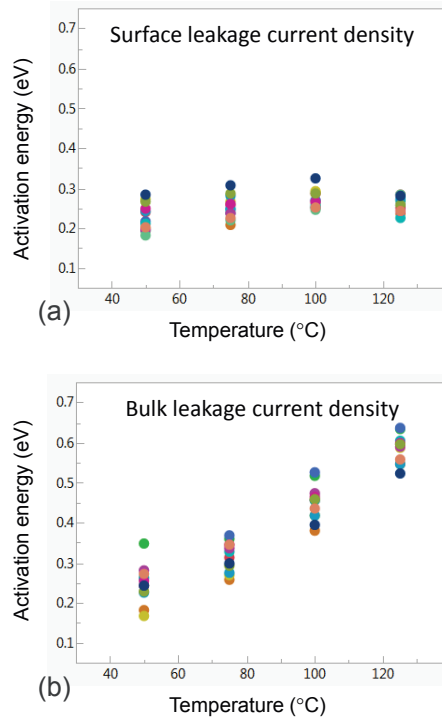 Surface leakage current density
Activation energy (eV)
0.7
0.6
0.5
0.4
0.3
0.2
0.1
40 60 80 100 120
(a)
Temperature (°C)
Bulk leakage current density
Activation energy (eV)
0.7
0.6
0.5
0.4
0.3
0.2
0.1
40 60 80 100 120
(b)
Temperature (°C)